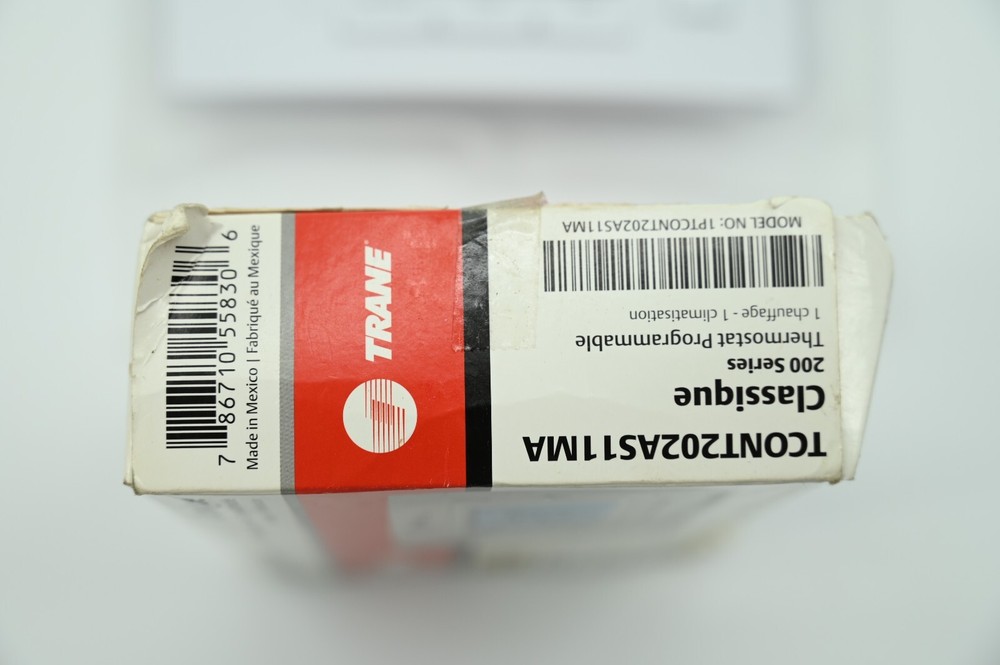 TCONT202AS11MA
Classique
200 Series
Thermostat Programmable
1 chauffage - 1 climatisation
MODEL NO: 1PTCONT202AS11MA
TRANE®
7 86710 55830 6
Made in Mexico | Fabriqué au Mexique